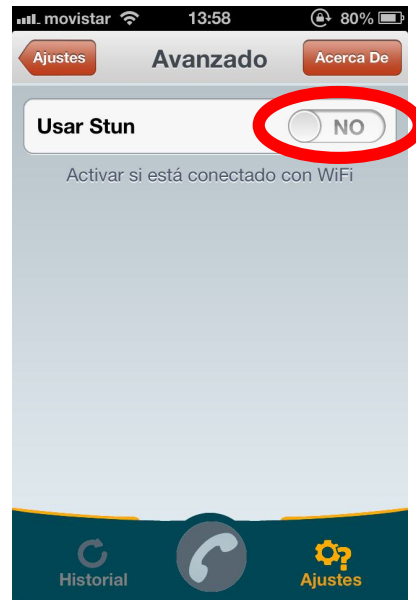 movistar 13:58 80%
Ajustes Avanzado Acerca De
Usar Stun NO
Activar si está conectado con WiFi
Historial Ajustes